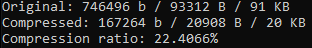 Original: 746496 b / 93312 B / 91 KB
Compressed: 167264 b / 20908 B / 20 KB
Compression ratio: 22.4066%